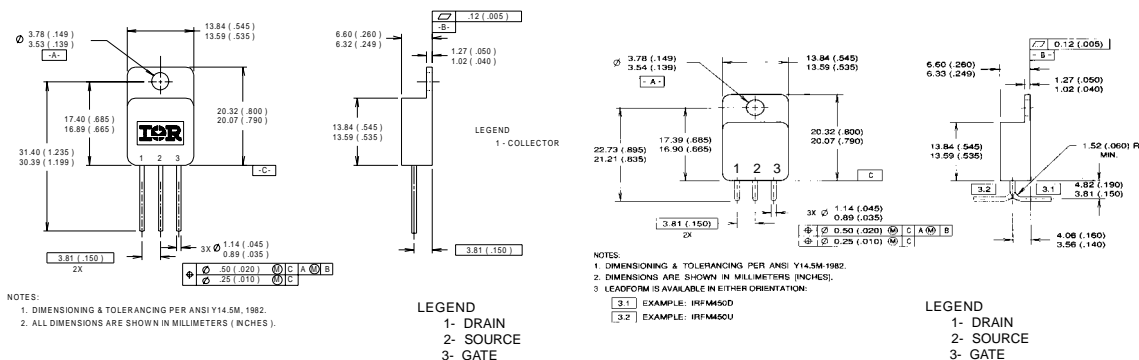 Ø 3.78 (.149)
3.53 (.139)
-A-
13.84 (.545)
13.59 (.535)
6.60 (.260)
6.32 (.249)
.12 (.005)
-B-
1.27 (.050)
1.02 (.040)
17.40 (.685)
16.89 (.665)
31.40 (1.235)
30.39 (1.199)
20.32 (.800)
20.07 (.790)
13.84 (.545)
13.59 (.535)
IOR
1 2 3
-C-
LEGEND
1 - COLLECTOR
3.81 (.150)
2X
3X Ø 1.14 (.045)
0.89 (.035)
Ø .50 (.020) Ⓜ C A Ⓜ B
Ø .25 (.010) Ⓜ C
3.81 (.150)
NOTES:
1. DIMENSIONING & TOLERANCING PER ANSI Y14.5M, 1982.
2. ALL DIMENSIONS ARE SHOWN IN MILLIMETERS ( INCHES ).
LEGEND
1- DRAIN
2- SOURCE
3- GATE
Ø 3.78 (.149)
3.54 (.139)
- A -
13.84 (.545)
13.59 (.535)
6.60 (.260)
6.33 (.249)
0.12 (.005)
- B -
1.27 (.050)
1.02 (.040)
17.39 (.685)
16.90 (.665)
22.73 (.895)
21.21 (.835)
20.32 (.800)
20.07 (.790)
13.84 (.545)
13.59 (.535)
1.52 (.060) R
MIN.
1 2 3
C
3.2
3.1
4.82 (.190)
3.81 (.150)
3.81 (.150)
2X
3X Ø 1.14 (.045)
0.89 (.035)
Ø 0.50 (.020) Ⓜ C A Ⓜ B
Ø 0.25 (.010) Ⓜ C
4.06 (.160)
3.56 (.140)
NOTES:
1. DIMENSIONING & TOLERANCING PER ANSI Y14.5M-1982.
2. DIMENSIONS ARE SHOWN IN MILLIMETERS (INCHES).
3 LEADFORM IS AVAILABLE IN EITHER ORIENTATION:
3.1 EXAMPLE: IRFM450D
3.2 EXAMPLE: IRFM450U
LEGEND
1- DRAIN
2- SOURCE
3- GATE